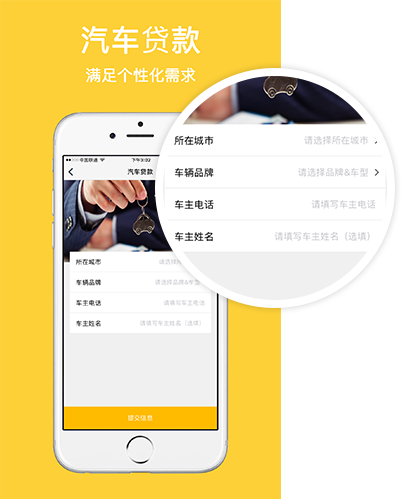 汽车贷款
满足个性化需求
所在城市 请选择所在城市
车辆品牌 请选择品牌&车型
车主电话 请填写车主电话
车主姓名 请填写车主姓名（选填）
中国联通 下午3:02
汽车贷款
所在城市 请选择所
车辆品牌 请选择品牌&车型
车主电话 请填写车主电话
车主姓名 请填写车主姓名（选填）
提交信息